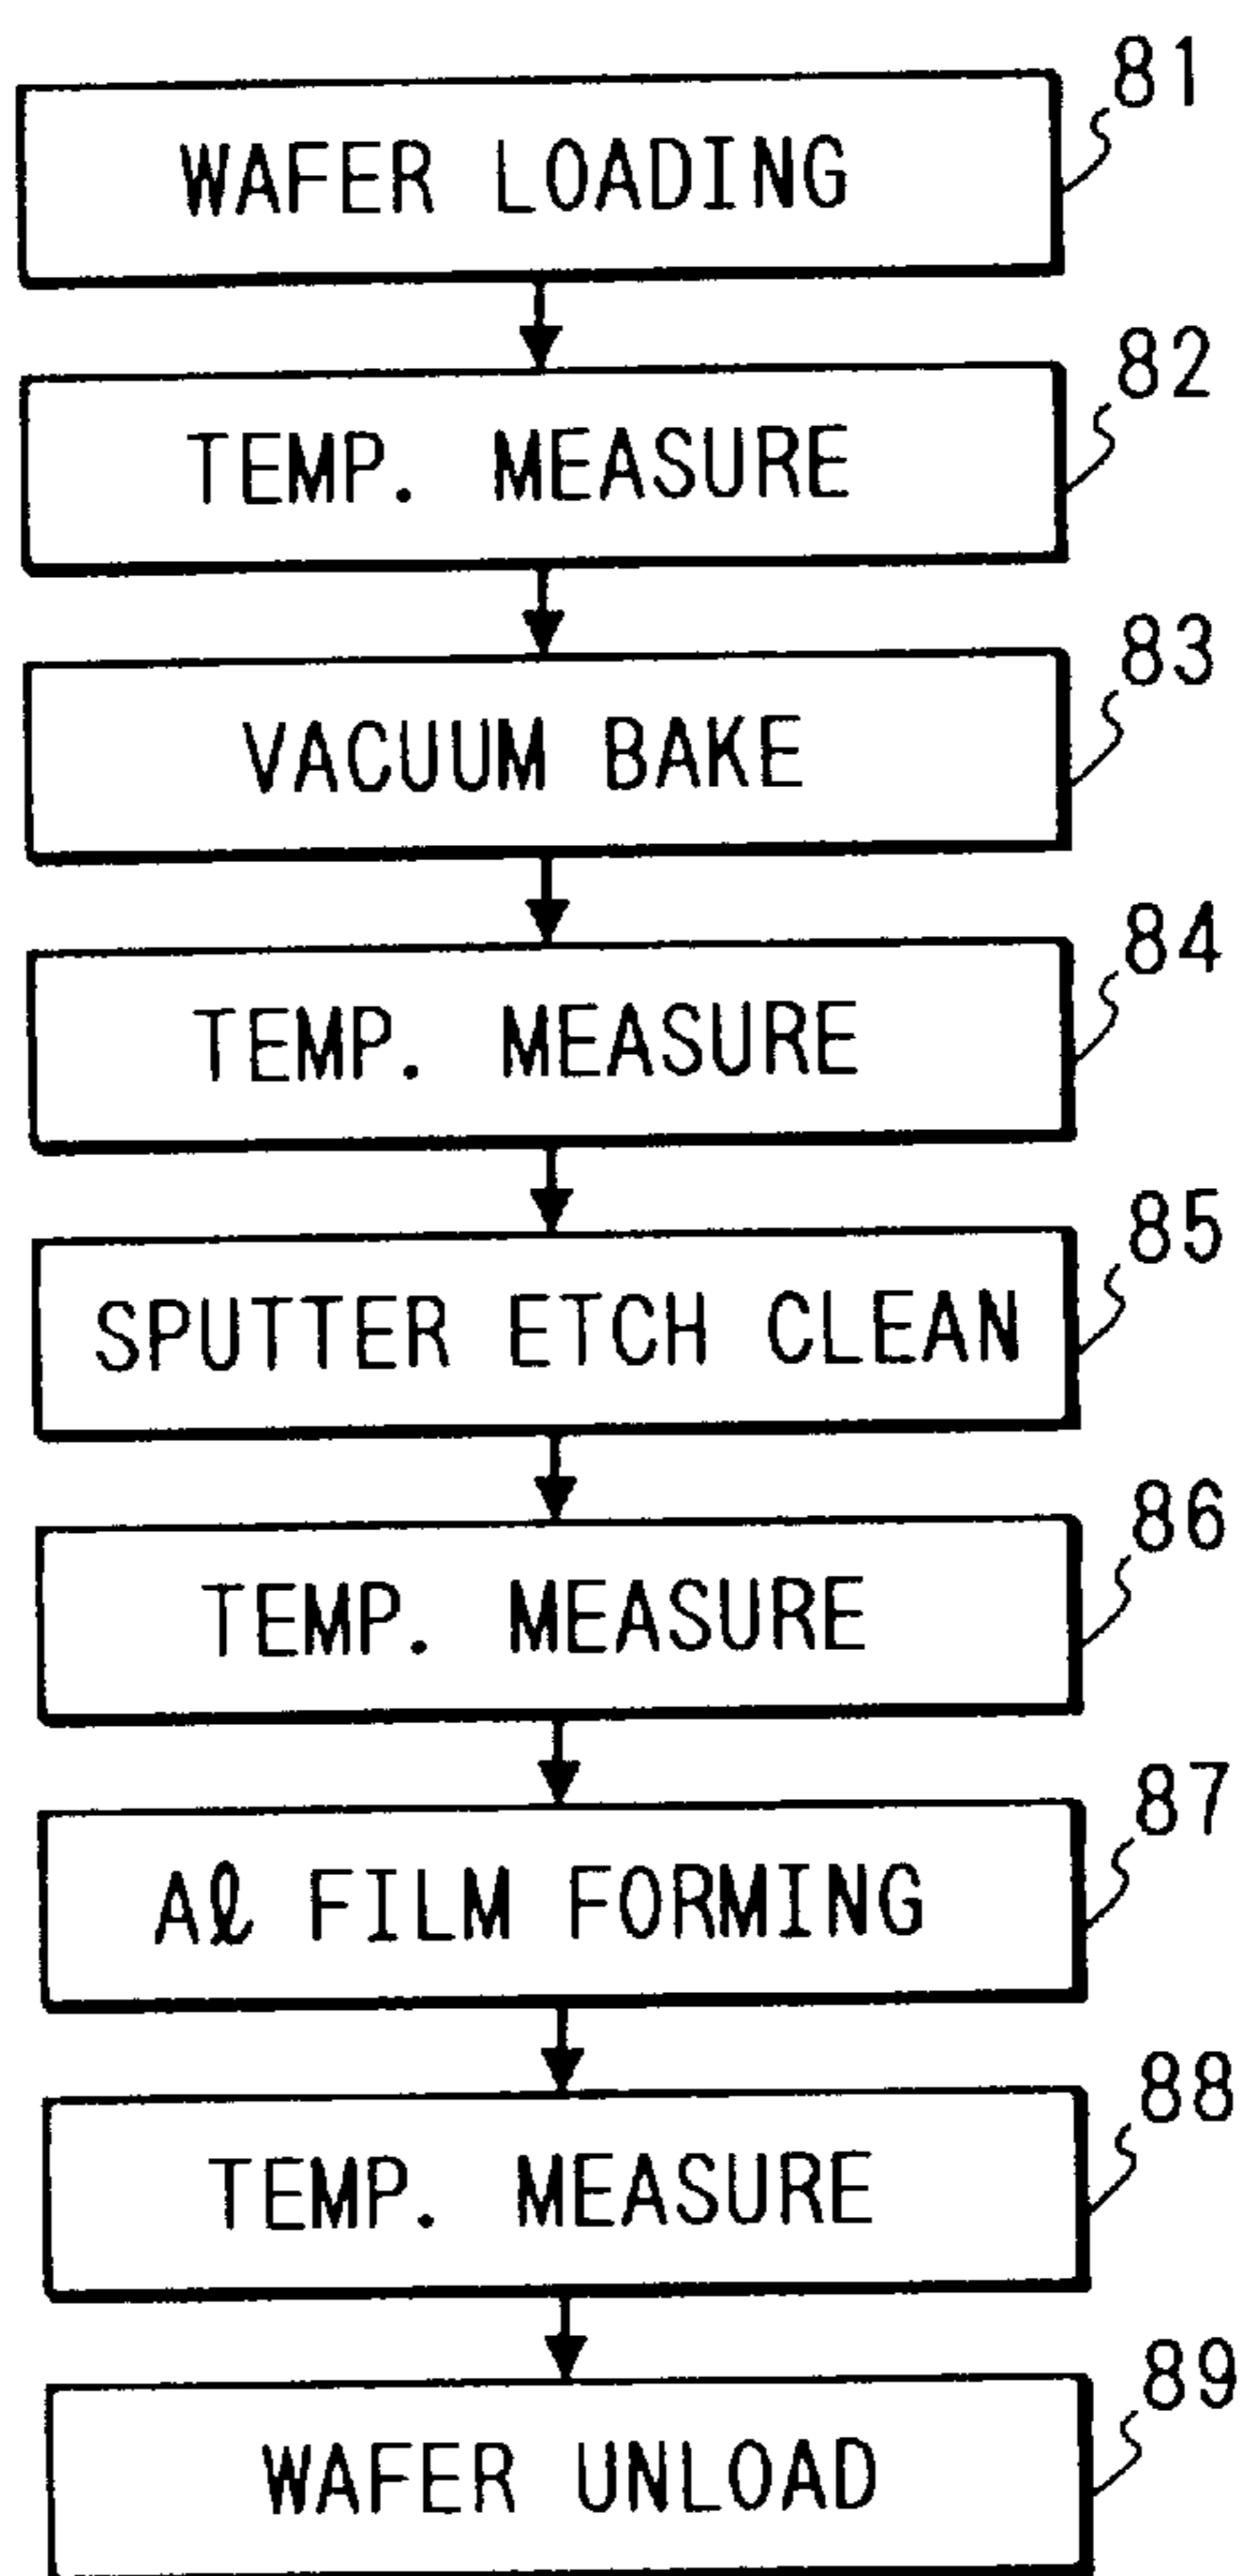 81
WAFER LOADING
82
TEMP. MEASURE
83
VACUUM BAKE
84
TEMP. MEASURE
85
SPUTTER ETCH CLEAN
86
TEMP. MEASURE
87
Aℓ FILM FORMING
88
TEMP. MEASURE
89
WAFER UNLOAD